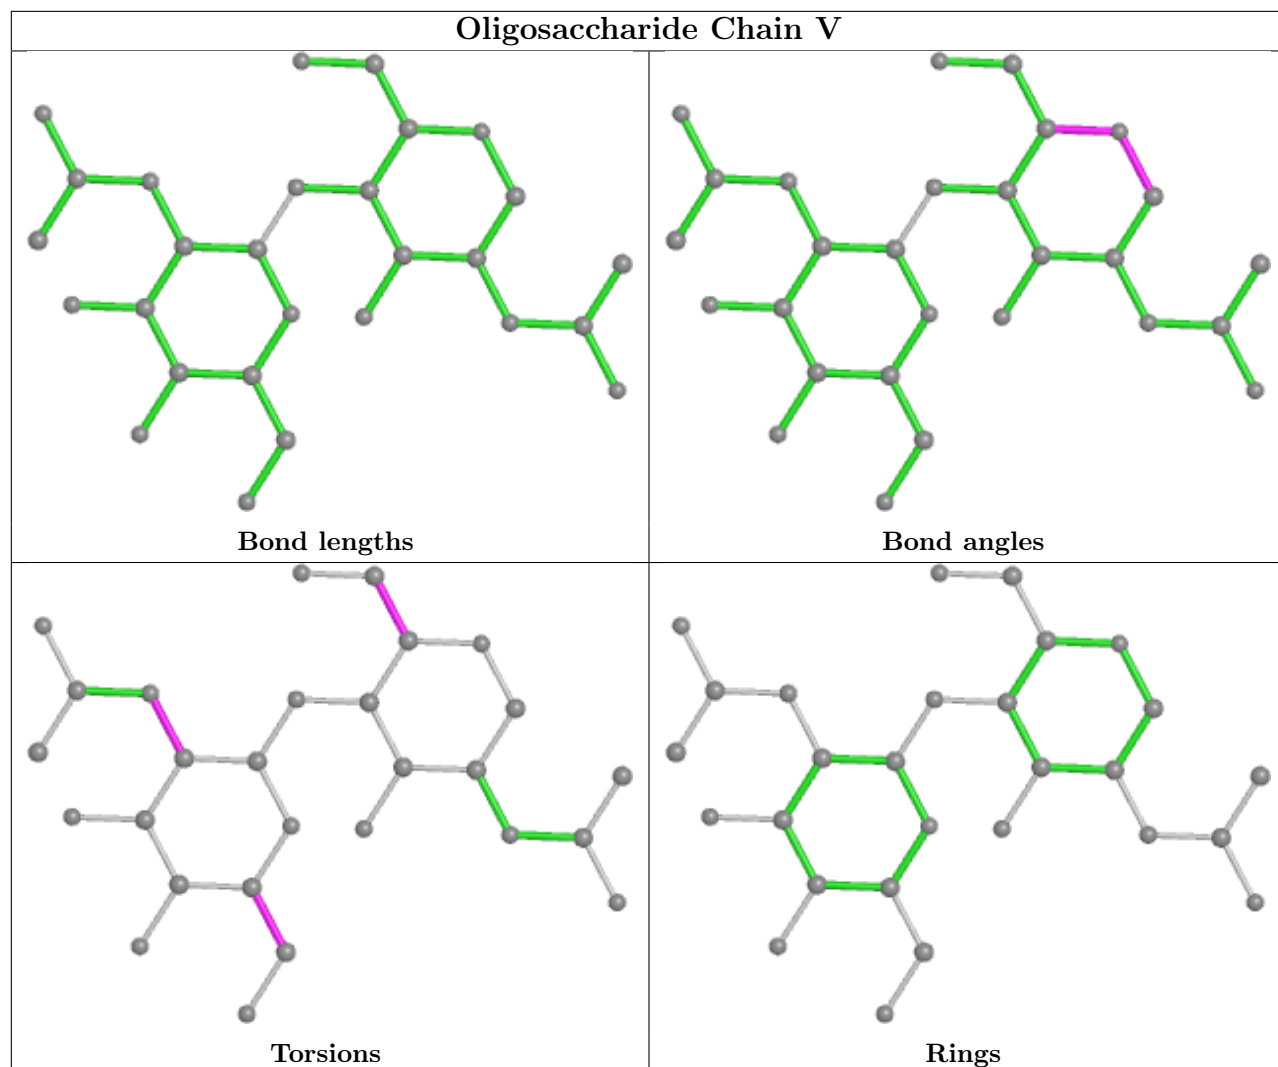 Oligosaccharide Chain V
Bond lengths
Bond angles
Torsions
Rings